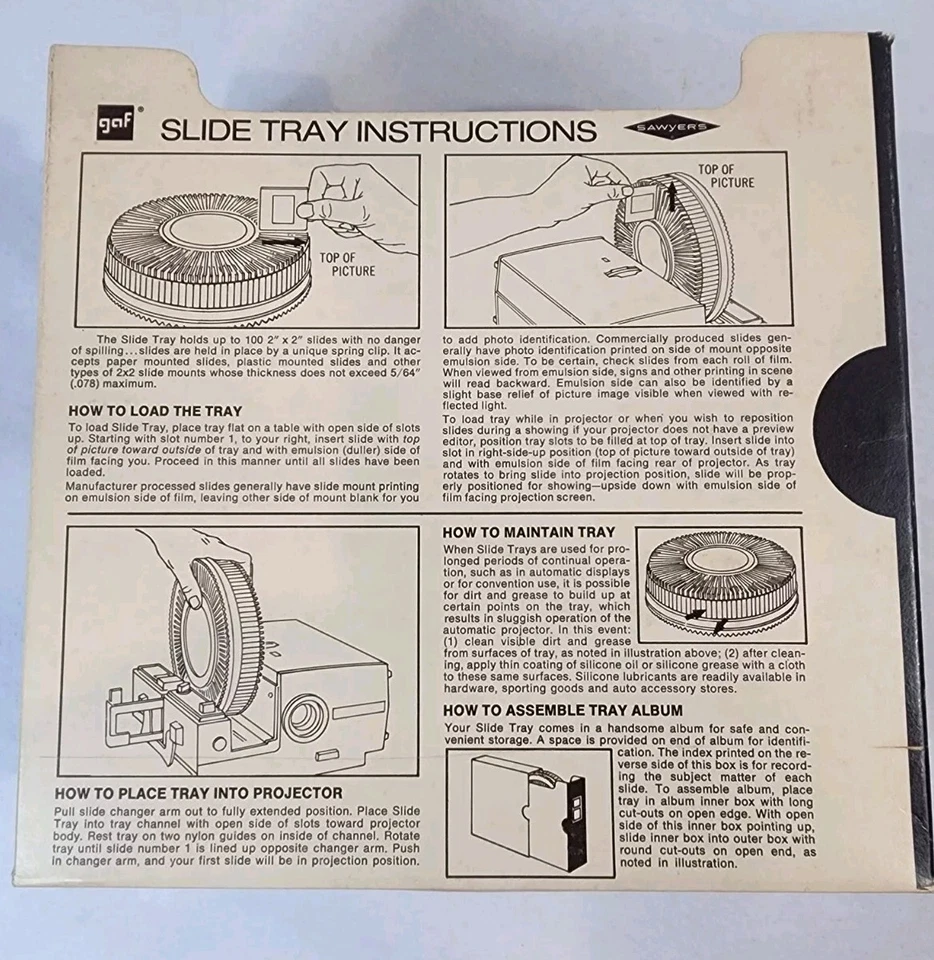 gaf®
SLIDE TRAY INSTRUCTIONS
SAWYERS
TOP OF
PICTURE
TOP OF
PICTURE
The Slide Tray holds up to 100 2" x 2" slides with no danger
of spilling...slides are held in place by a unique spring clip. It ac-
cepts paper mounted slides, plastic mounted slides and other
types of 2x2 slide mounts whose thickness does not exceed 5/64"
(.078) maximum.
HOW TO LOAD THE TRAY
To load Slide Tray, place tray flat on a table with open side of slots
up. Starting with slot number 1, to your right, insert slide with top
of picture toward outside of tray and with emulsion (duller) side of
film facing you. Proceed in this manner until all slides have been
loaded.
Manufacturer processed slides generally have slide mount printing
on emulsion side of film, leaving other side of mount blank for you
to add photo identification. Commercially produced slides gen-
erally have photo identification printed on side of mount opposite
emulsion side. To be certain, check slides from each roll of film.
When viewed from emulsion side, signs and other printing in scene
will read backward. Emulsion side can also be identified by a
slight base relief of picture image visible when viewed with re-
flected light.
To load tray while in projector or when you wish to reposition
slides during a showing if your projector does not have a preview
editor, position tray slots to be filled at top of tray. Insert slide into
slot in right-side-up position (top of picture toward outside of tray)
and with emulsion side of film facing rear of projector. As tray
rotates to bring slide into projection position, slide will be prop-
erly positioned for showing—upside down with emulsion side of
film facing projection screen.
HOW TO PLACE TRAY INTO PROJECTOR
Pull slide changer arm out to fully extended position. Place Slide
Tray into tray channel with open side of slots toward projector
body. Rest tray on two nylon guides on inside of channel. Rotate
tray until slide number 1 is lined up opposite changer arm. Push
in changer arm, and your first slide will be in projection position.
HOW TO MAINTAIN TRAY
When Slide Trays are used for pro-
longed periods of continual opera-
tion, such as in automatic displays
or for convention use, it is possible
for dirt and grease to build up at
certain points on the tray, which
results in sluggish operation of the
automatic projector. In this event:
(1) clean visible dirt and grease
from surfaces of tray, as noted in illustration above; (2) after clean-
ing, apply thin coating of silicone oil or silicone grease with a cloth
to these same surfaces. Silicone lubricants are readily available in
hardware, sporting goods and auto accessory stores.
HOW TO ASSEMBLE TRAY ALBUM
Your Slide Tray comes in a handsome album for safe and con-
venient storage. A space is provided on end of album for identifi-
cation. The index printed on the re-
verse side of this box is for record-
ing the subject matter of each
slide. To assemble album, place
tray in album inner box with long
cut-outs on open edge. With open
side of this inner box pointing up,
slide inner box into outer box with
round cut-outs on open end, as
noted in illustration.